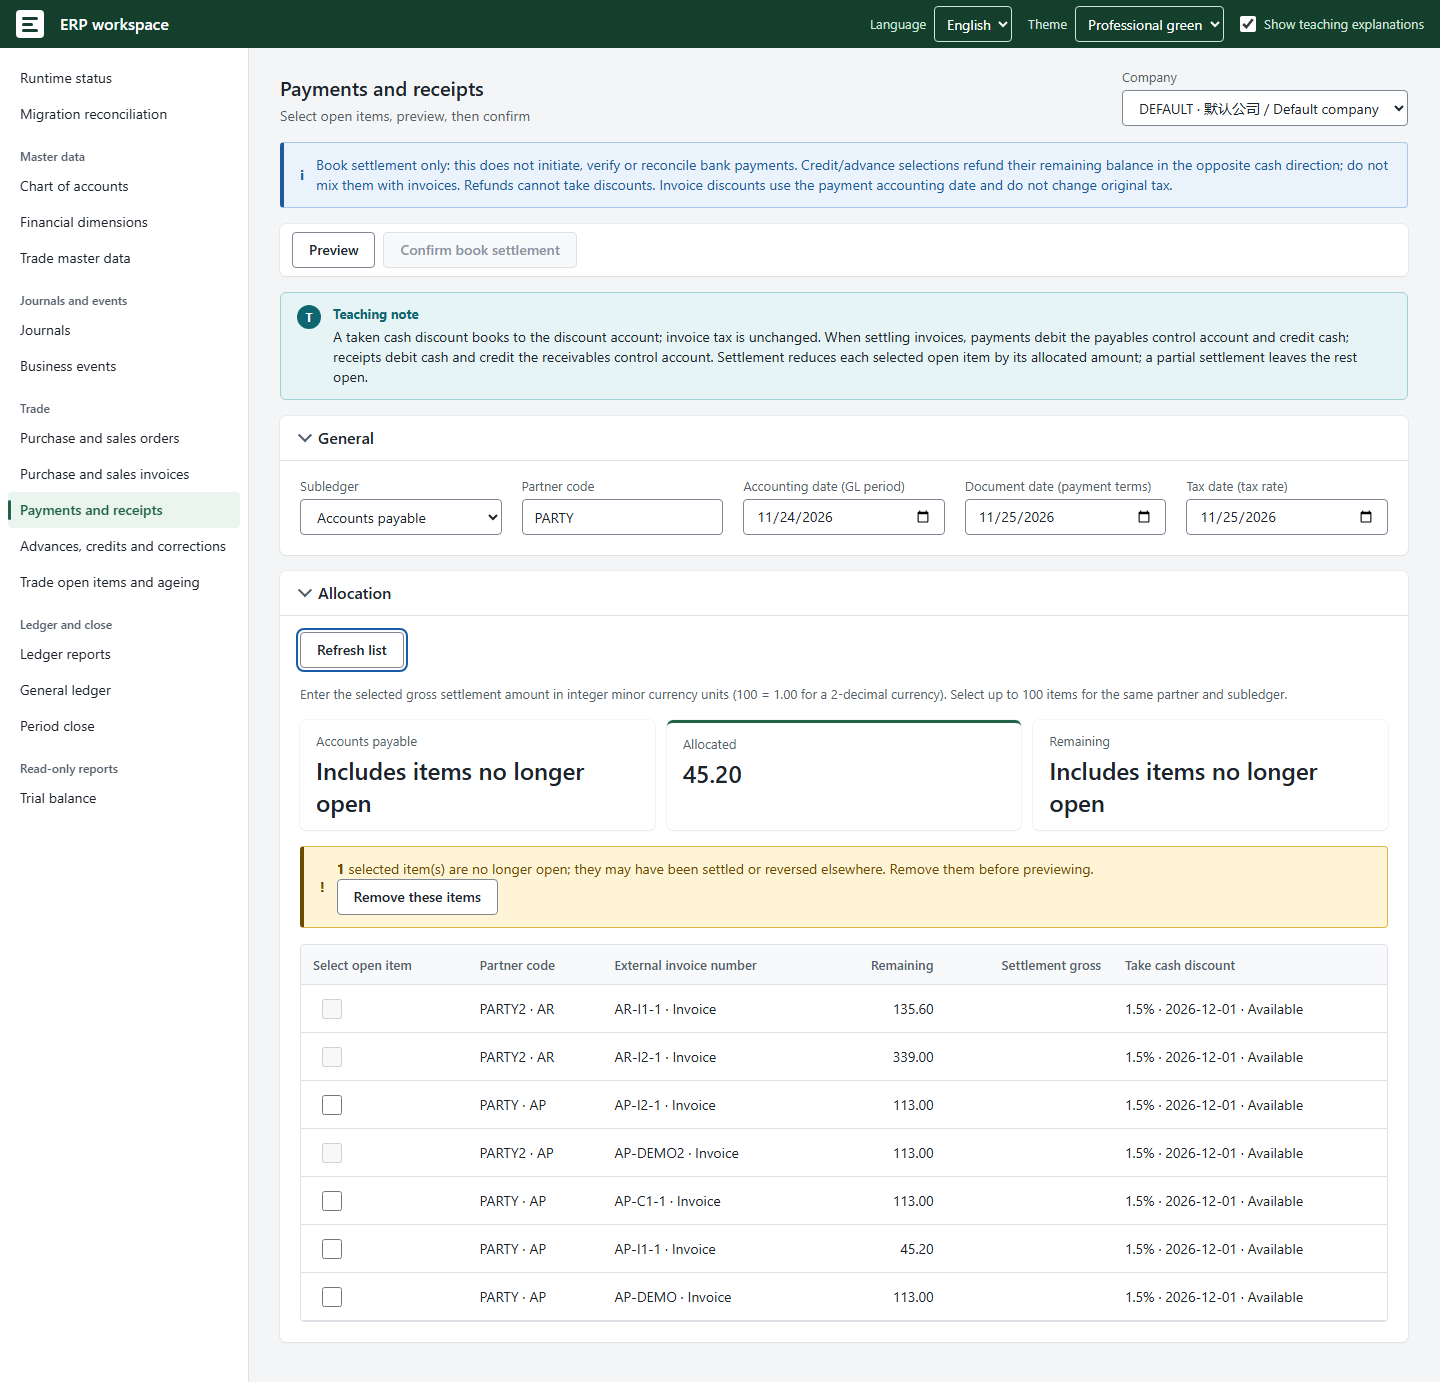 ERP workspace
Language English Theme Professional green Show teaching explanations
Runtime status
Migration reconciliation
Master data
Chart of accounts
Financial dimensions
Trade master data
Journals and events
Journals
Business events
Trade
Purchase and sales orders
Purchase and sales invoices
Payments and receipts
Advances, credits and corrections
Trade open items and ageing
Ledger and close
Ledger reports
General ledger
Period close
Read-only reports
Trial balance
Payments and receipts
Select open items, preview, then confirm
Company
DEFAULT · 默认公司 / Default company
i
Book settlement only: this does not initiate, verify or reconcile bank payments. Credit/advance selections refund their remaining balance in the opposite cash direction; do not
mix them with invoices. Refunds cannot take discounts. Invoice discounts use the payment accounting date and do not change original tax.
Preview Confirm book settlement
T
Teaching note
A taken cash discount books to the discount account; invoice tax is unchanged. When settling invoices, payments debit the payables control account and credit cash;
receipts debit cash and credit the receivables control account. Settlement reduces each selected open item by its allocated amount; a partial settlement leaves the rest
open.
General
Subledger Partner code Accounting date (GL period) Document date (payment terms) Tax date (tax rate)
Accounts payable PARTY 11/24/2026 11/25/2026 11/25/2026
Allocation
Refresh list
Enter the selected gross settlement amount in integer minor currency units (100 = 1.00 for a 2-decimal currency). Select up to 100 items for the same partner and subledger.
Accounts payable
Includes items no longer
open
Allocated
45.20
Remaining
Includes items no longer
open
!
1 selected item(s) are no longer open; they may have been settled or reversed elsewhere. Remove them before previewing.
Remove these items
Select open item Partner code External invoice number Remaining Settlement gross Take cash discount
PARTY2 · AR AR-I1-1 · Invoice 135.60 1.5% · 2026-12-01 · Available
PARTY2 · AR AR-I2-1 · Invoice 339.00 1.5% · 2026-12-01 · Available
PARTY · AP AP-I2-1 · Invoice 113.00 1.5% · 2026-12-01 · Available
PARTY2 · AP AP-DEMO2 · Invoice 113.00 1.5% · 2026-12-01 · Available
PARTY · AP AP-C1-1 · Invoice 113.00 1.5% · 2026-12-01 · Available
PARTY · AP AP-I1-1 · Invoice 45.20 1.5% · 2026-12-01 · Available
PARTY · AP AP-DEMO · Invoice 113.00 1.5% · 2026-12-01 · Available